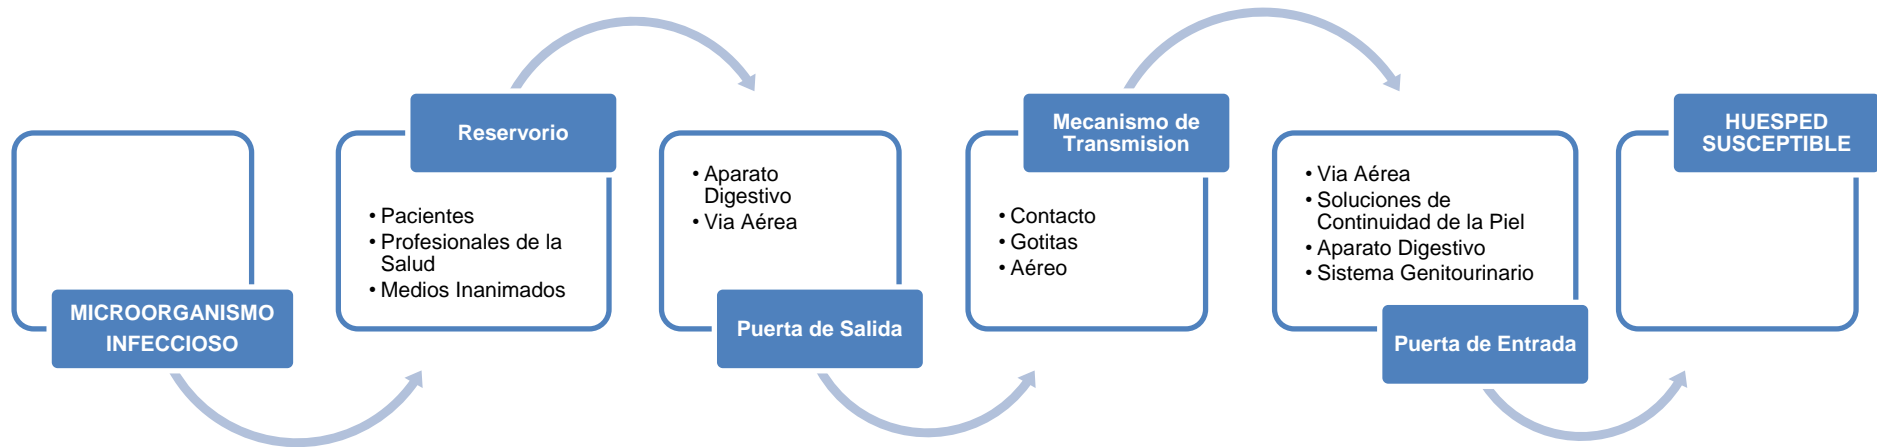 MICROORGANISMO
INFECCIOSO
Reservorio
• Pacientes
• Profesionales de la
Salud
• Medios Inanimados
• Aparato
Digestivo
• Via Aérea
Puerta de Salida
Mecanismo de
Transmision
• Contacto
• Gotitas
• Aéreo
• Via Aérea
• Soluciones de
Continuidad de la Piel
• Aparato Digestivo
• Sistema Genitourinario
Puerta de Entrada
HUESPED
SUSCEPTIBLE